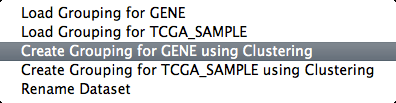 Load Grouping for GENE
Load Grouping for TCGA_SAMPLE
Create Grouping for GENE using Clustering
Create Grouping for TCGA_SAMPLE using Clustering
Rename Dataset